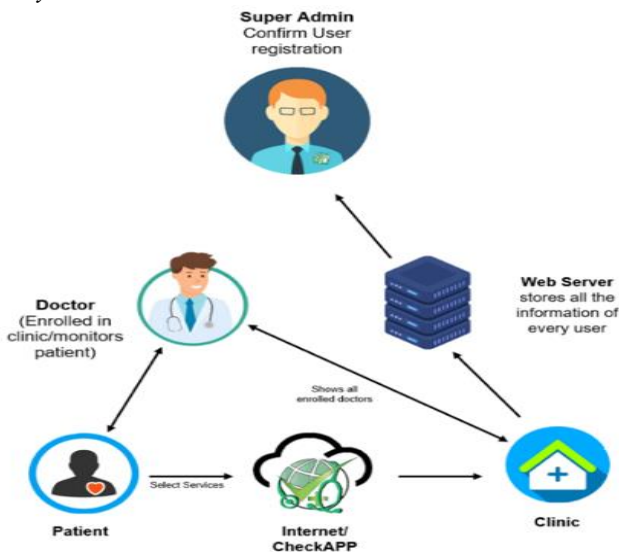 Super Admin
Confirm User
registration
Doctor
(Enrolled in
clinic/monitors
patient)
Web Server
stores all the
information of
every user
Shows all
enrolled doctors
Select Services
Patient
Internet/
CheckAPP
Clinic